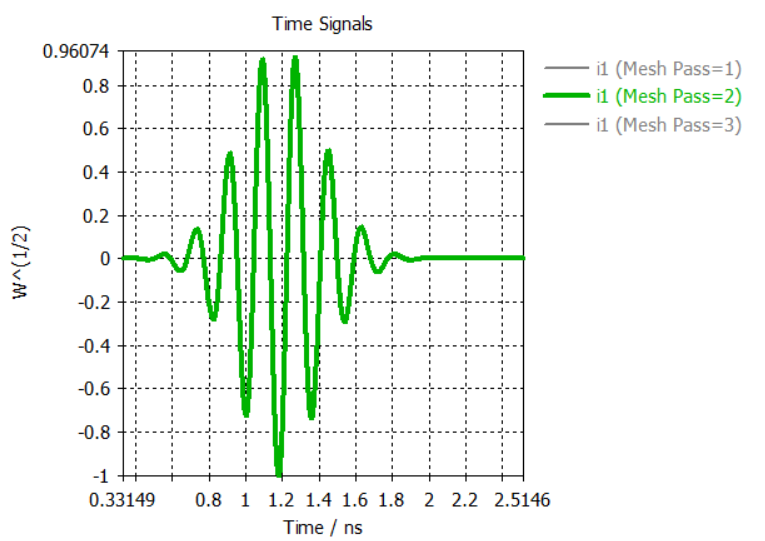 Time Signals
0.96074
0.8
0.6
0.4
0.2
0
-0.2
-0.4
-0.6
-0.8
-1
W^(1/2)
0.33149 0.8 1 1.2 1.4 1.6 1.8 2 2.2 2.5146
Time / ns
i1 (Mesh Pass=1)
i1 (Mesh Pass=2)
i1 (Mesh Pass=3)